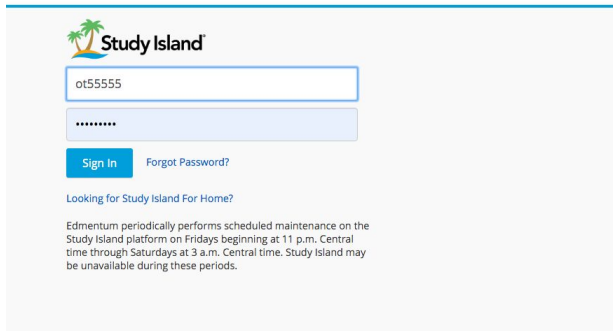 Study Island
ot55555
•••••••••
Sign In Forgot Password?
Looking for Study Island For Home?
Edmentum periodically performs scheduled maintenance on the
Study Island platform on Fridays beginning at 11 p.m. Central
time through Saturdays at 3 a.m. Central time. Study Island may
be unavailable during these periods.